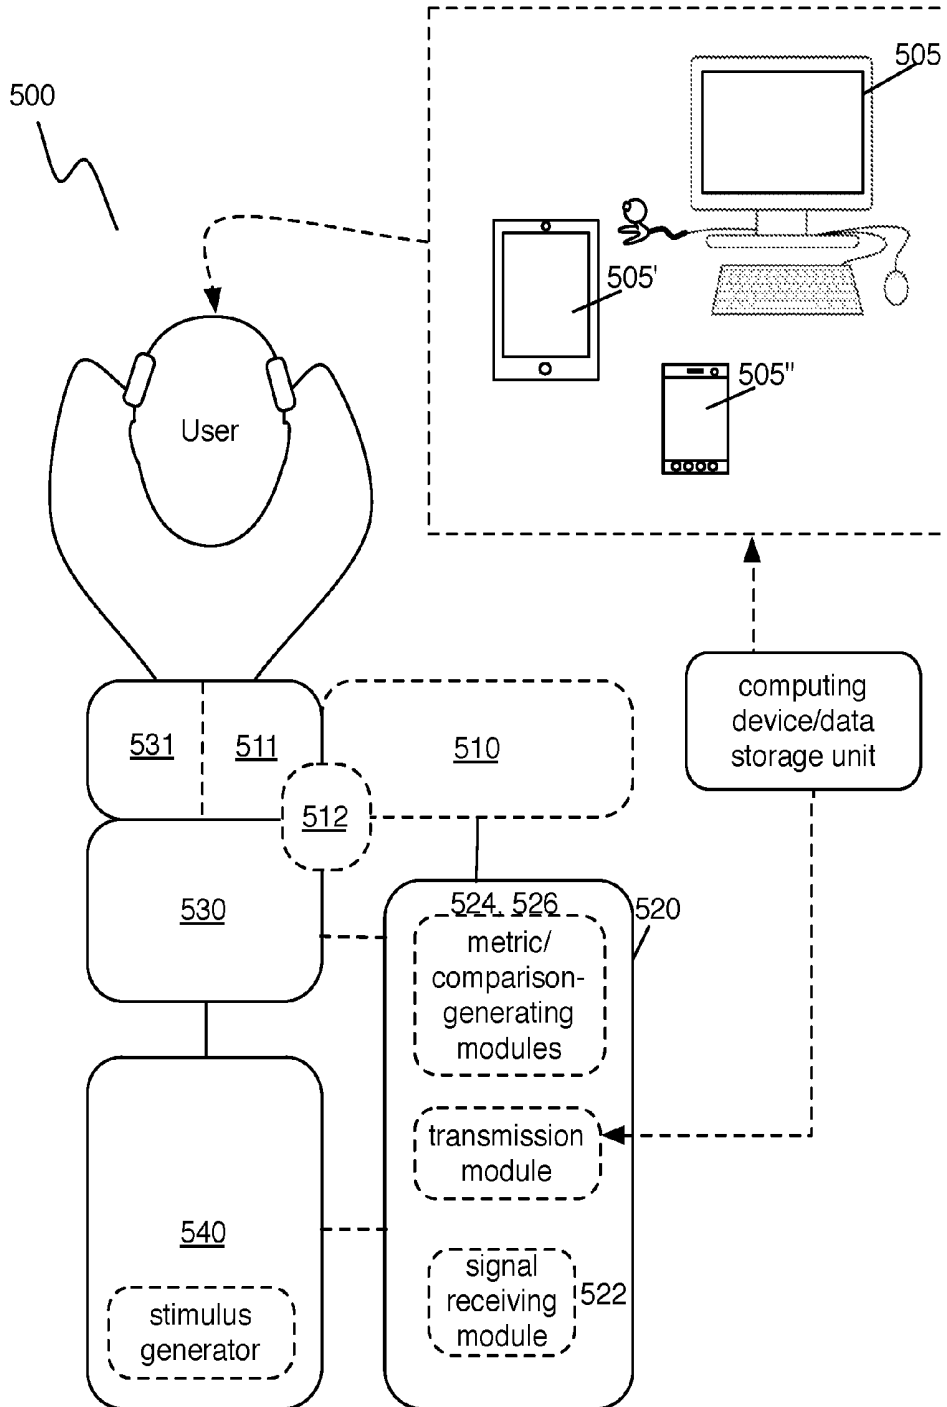 500
505
505'
505"
User
computing
device/data
storage unit
531
511
510
512
530
524, 526
520
metric/
comparison-
generating
modules
transmission
module
540
signal
receiving
module
522
stimulus
generator